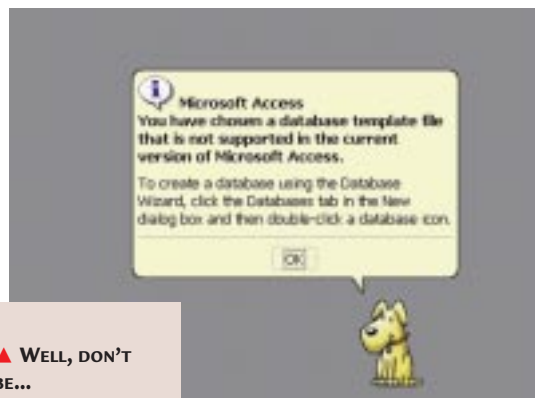 Microsoft Access
You have chosen a database template file
that is not supported in the current
version of Microsoft Access.
To create a database using the Database
Wizard, click the Databases tab in the New
dialog box and then double-click a database icon.
OK
▲ WELL, DON'T
BE...